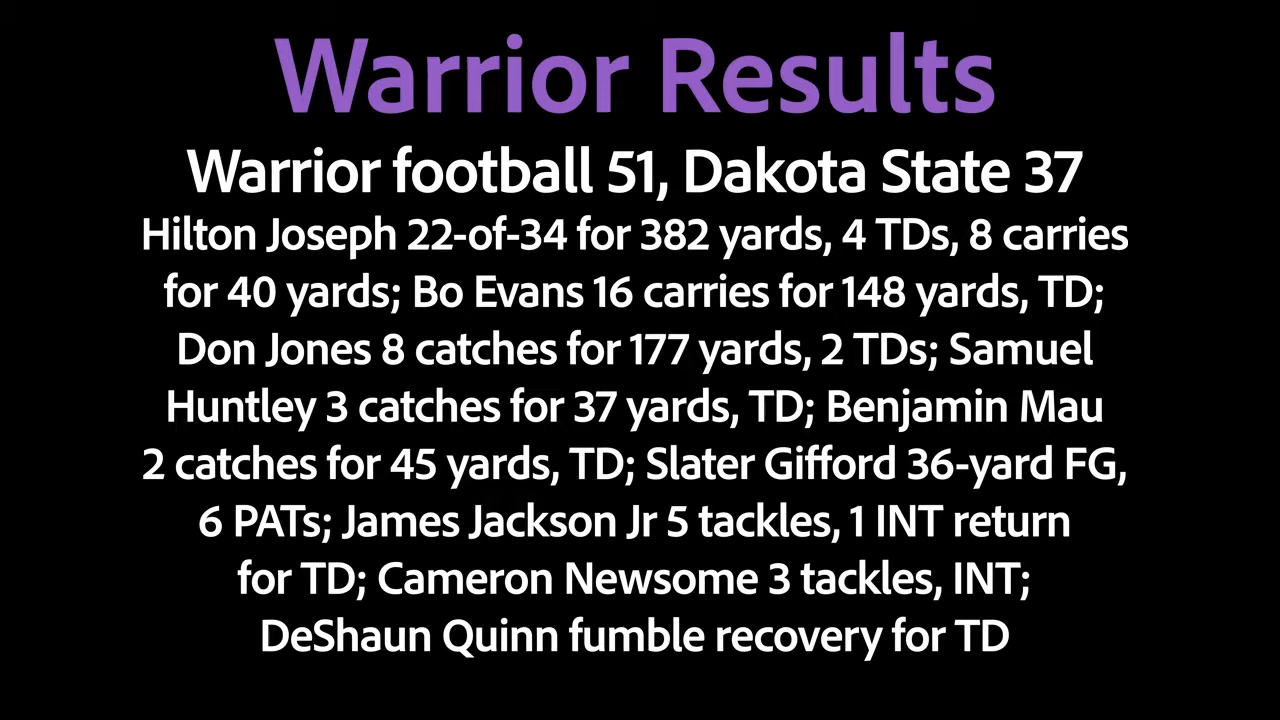 Warrior Results
Warrior football 51, Dakota State 37
Hilton Joseph 22-of-34 for 382 yards, 4 TDs, 8 carries
for 40 yards; Bo Evans 16 carries for 148 yards, TD;
Don Jones 8 catches for 177 yards, 2 TDs; Samuel
Huntley 3 catches for 37 yards, TD; Benjamin Mau
2 catches for 45 yards, TD; Slater Gifford 36-yard FG,
6 PATs; James Jackson Jr 5 tackles, 1 INT return
for TD; Cameron Newsome 3 tackles, INT;
DeShaun Quinn fumble recovery for TD